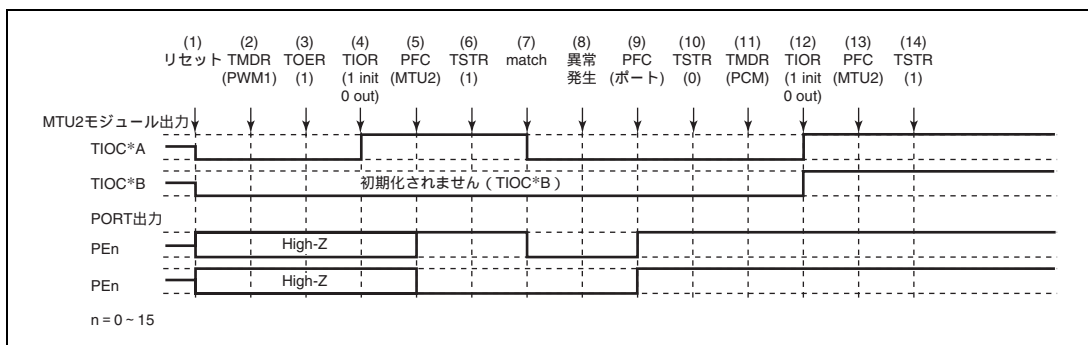 (1) (2) (3) (4) (5) (6) (7) (8) (9) (10) (11) (12) (13) (14)
リセット TMDR TOER TIOR PFC TSTR match 異常 PFC TSTR TMDR TIOR PFC TSTR
(PWM1) (1) (1 init (MTU2) (1) 発生 (ポート) (0) (PCM) (1 init (MTU2) (1)
0 out) 0 out)
MTU2モジュール出力
TIOC*A
TIOC*B 初期化されません ( TIOC*B )
PORT出力
PEn High-Z
PEn High-Z
n = 0 ~ 15